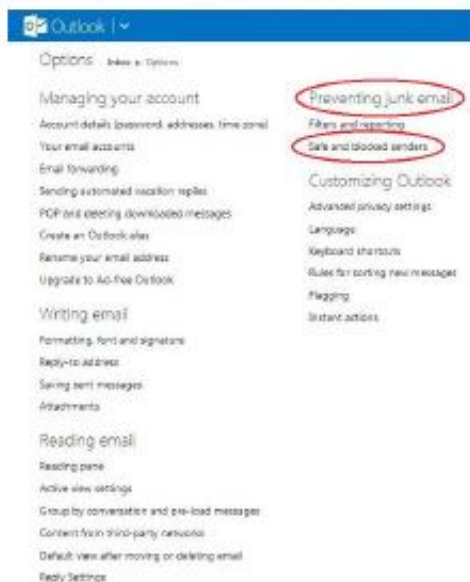 Outlook
Options Inbox ▸ Options
Managing your account
Account details (password, addresses, time zone)
Your email accounts
Email forwarding
Sending automated vacation replies
POP and deleting downloaded messages
Create an Outlook alias
Rename your email address
Upgrade to Ad-free Outlook
Writing email
Formatting, font and signature
Reply-to address
Saving sent messages
Attachments
Reading email
Reading pane
Active view settings
Group by conversation and pre-load messages
Content from third-party networks
Default view after moving or deleting email
Reply Settings
Preventing junk email
Filters and reporting
Safe and blocked senders
Customizing Outlook
Advanced privacy settings
Language
Keyboard shortcuts
Rules for sorting new messages
Flagging
Instant actions